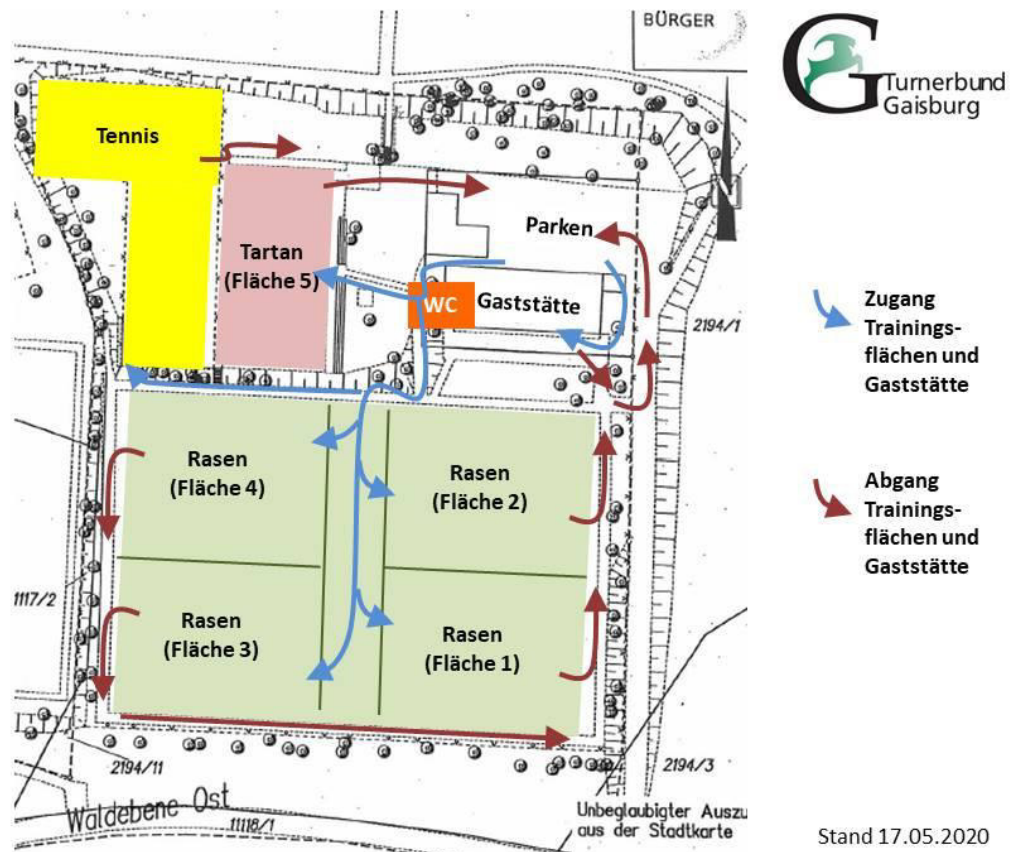 BÜRGER
Turnerbund
Gaisburg
Tennis
Tartan
(Fläche 5)
Parken
WC
Gaststätte
2194/1
Zugang
Trainings-
flächen und
Gaststätte
Rasen
(Fläche 4)
Rasen
(Fläche 2)
Abgang
Trainings-
flächen und
Gaststätte
1117/2
Rasen
(Fläche 3)
Rasen
(Fläche 1)
2194/11
2194/3
Waldebene Ost
11118/1
Unbeglaubigter Auszu
aus der Stadtkarte
Stand 17.05.2020